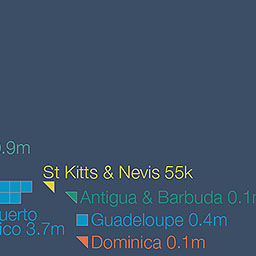 0.9m
St Kitts & Nevis 55k
Antigua & Barbuda 0.1m
Guadeloupe 0.4m
Dominica 0.1m
uerto
ico 3.7m